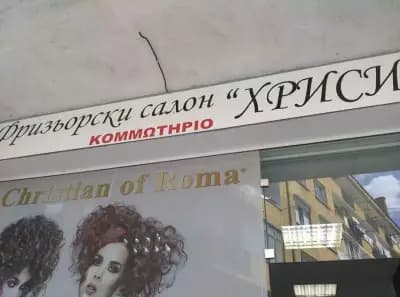 Фризьорски салон "ХРИСИ
ΚΟΜΜΩΤΗΡΙΟ
Christian of Roma